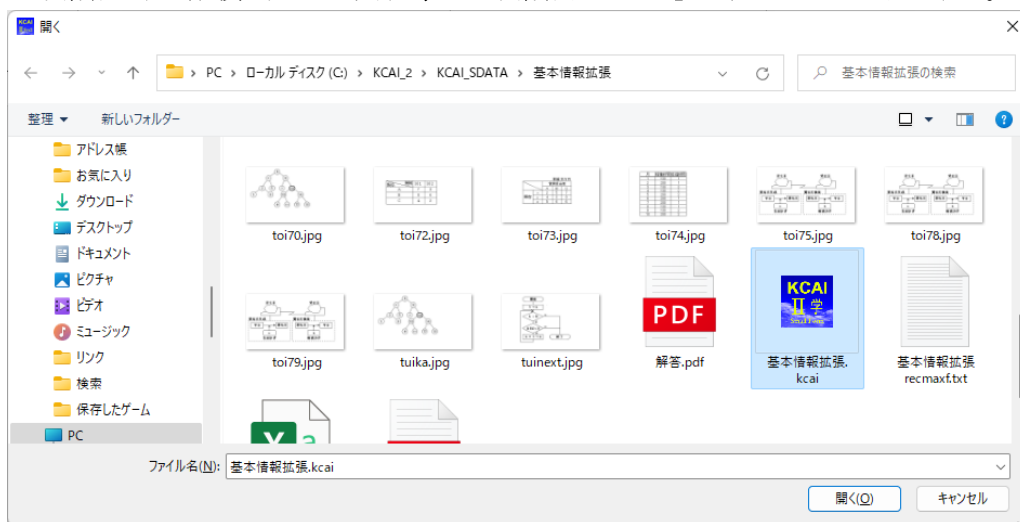 開く
PC › ローカル ディスク (C:) › KCAI_2 › KCAI_SDATA › 基本情報拡張
基本情報拡張の検索
整理
新しいフォルダー
アドレス帳
お気に入り
ダウンロード
デスクトップ
ドキュメント
ピクチャ
ビデオ
ミュージック
リンク
検索
保存したゲーム
PC
toi70.jpg
toi72.jpg
toi73.jpg
toi74.jpg
toi75.jpg
toi78.jpg
PDF
KCAI
II 学
toi79.jpg
tuika.jpg
tuinext.jpg
解答.pdf
基本情報拡張.
kcai
基本情報拡張
recmaxf.txt
ファイル名(N):
基本情報拡張.kcai
開く(O)
キャンセル